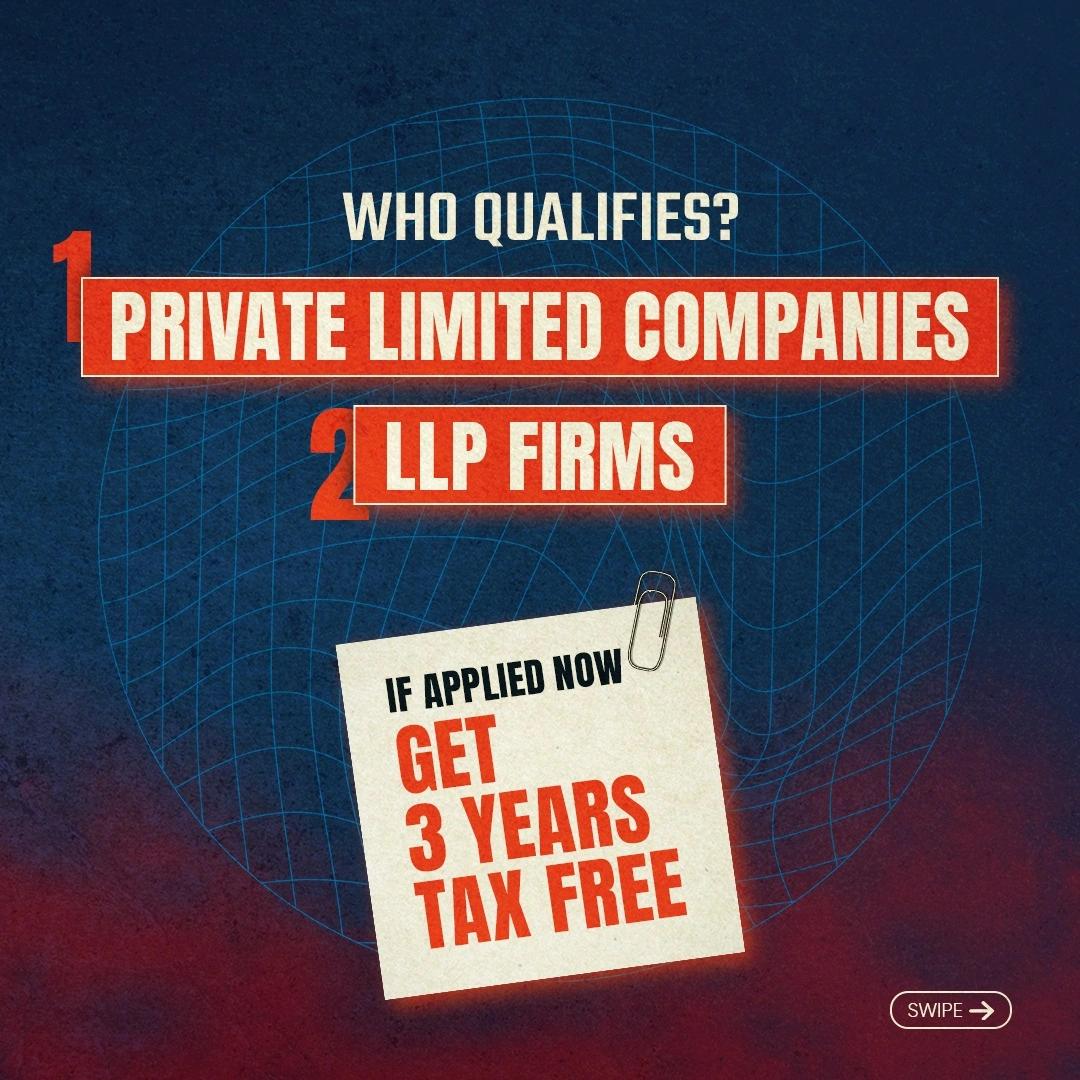 WHO QUALIFIES?
1
PRIVATE LIMITED COMPANIES
2
LLP FIRMS
IF APPLIED NOW
GET
3 YEARS
TAX FREE
SWIPE